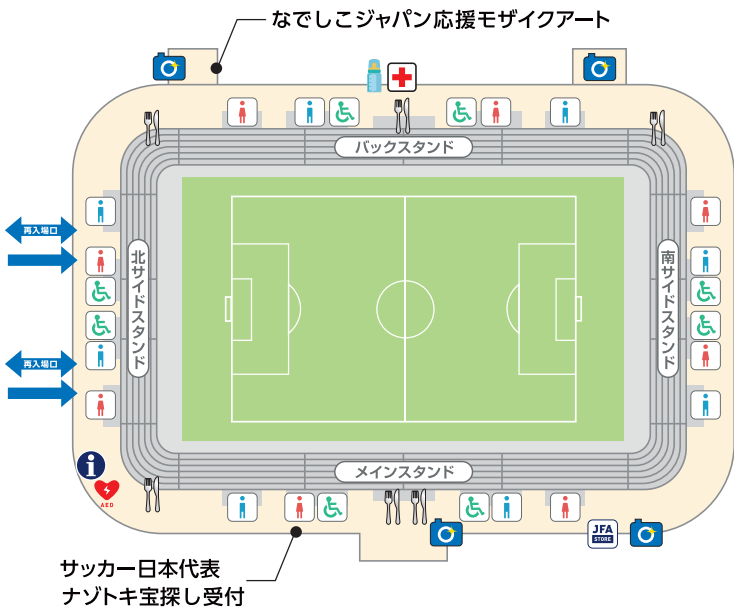 なでしこジャパン応援モザイクアート
バックスタンド
再入場口
北サイドスタンド
南サイドスタンド
再入場口
メインスタンド
AED
JFA
STORE
サッカー日本代表
ナゾトキ宝探し受付